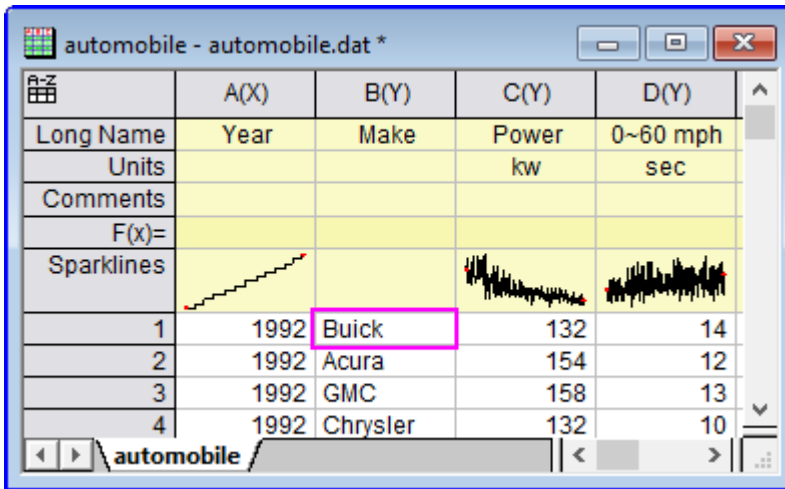 automobile - automobile.dat *
A-Z A(X) B(Y) C(Y) D(Y)
Long Name Year Make Power 0~60 mph
Units kw sec
Comments
F(x)=
Sparklines
1 1992 Buick 132 14
2 1992 Acura 154 12
3 1992 GMC 158 13
4 1992 Chrysler 132 10
automobile